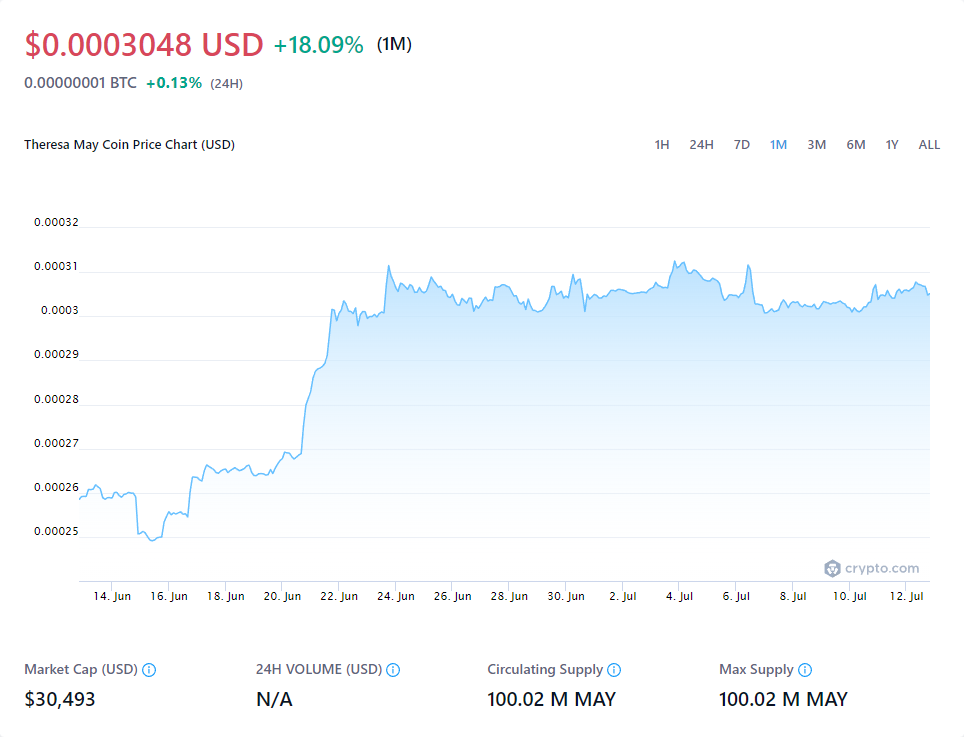 $0.0003048 USD +18.09% (1M)
0.00000001 BTC +0.13% (24H)
Theresa May Coin Price Chart (USD) 1H 24H 7D 1M 3M 6M 1Y ALL
0.00032
0.00031
0.0003
0.00029
0.00028
0.00027
0.00026
0.00025
crypto.com
14. Jun 16. Jun 18. Jun 20. Jun 22. Jun 24. Jun 26. Jun 28. Jun 30. Jun 2. Jul 4. Jul 6. Jul 8. Jul 10. Jul 12. Jul
Market Cap (USD) 24H VOLUME (USD) Circulating Supply Max Supply
$30,493 N/A 100.02 M MAY 100.02 M MAY